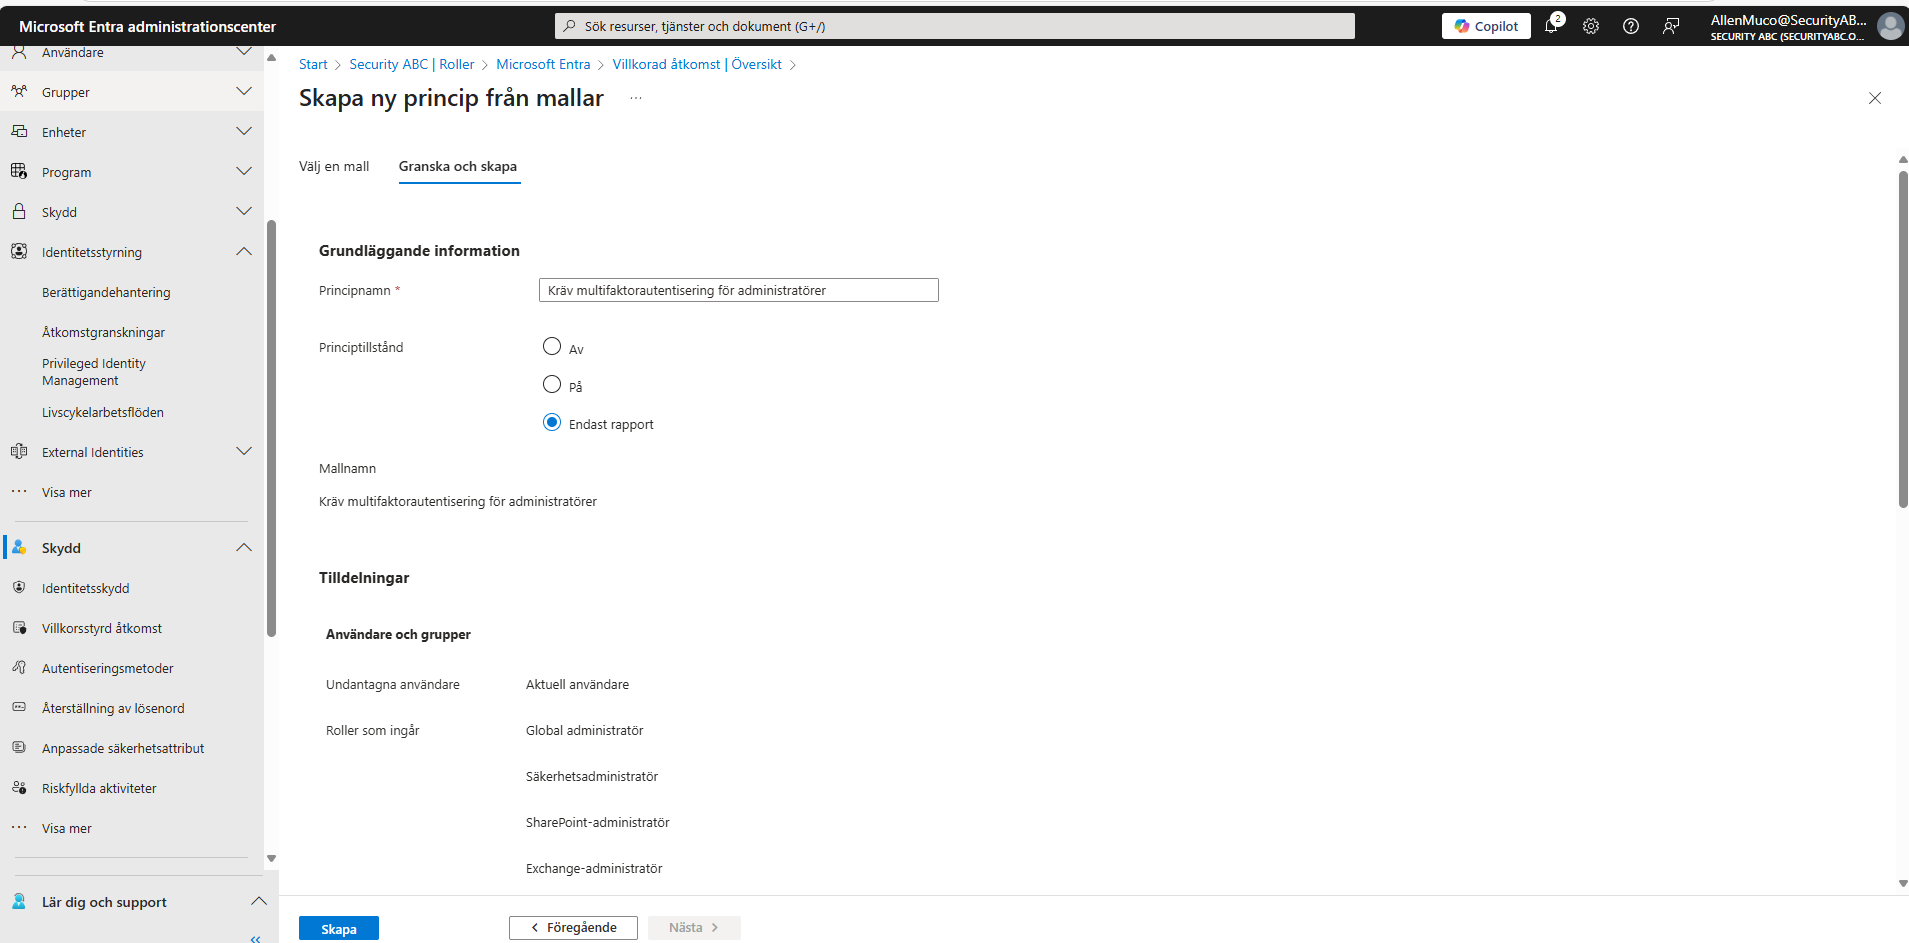 Microsoft Entra administrationscenter
Sök resurser, tjänster och dokument (G+/)
Copilot
2
AllenMuco@SecurityAB...
SECURITY ABC (SECURITYABC.O...
Användare
Grupper
Enheter
Program
Skydd
Identitetsstyrning
Berättigandehantering
Åtkomstgranskningar
Privileged Identity
Management
Livscykelarbetsflöden
External Identities
Visa mer
Skydd
Identitetsskydd
Villkorsstyrd åtkomst
Autentiseringsmetoder
Återställning av lösenord
Anpassade säkerhetsattribut
Riskfyllda aktiviteter
Visa mer
Lär dig och support
Start > Security ABC | Roller > Microsoft Entra > Villkorad åtkomst | Översikt >
Skapa ny princip från mallar ...
Välj en mall Granska och skapa
Grundläggande information
Principnamn * Kräv multifaktorautentisering för administratörer
Principtillstånd
Av
På
Endast rapport
Mallnamn
Kräv multifaktorautentisering för administratörer
Tilldelningar
Användare och grupper
Undantagna användare Aktuell användare
Roller som ingår Global administratör
Säkerhetsadministratör
SharePoint-administratör
Exchange-administratör
Skapa < Föregående Nästa >